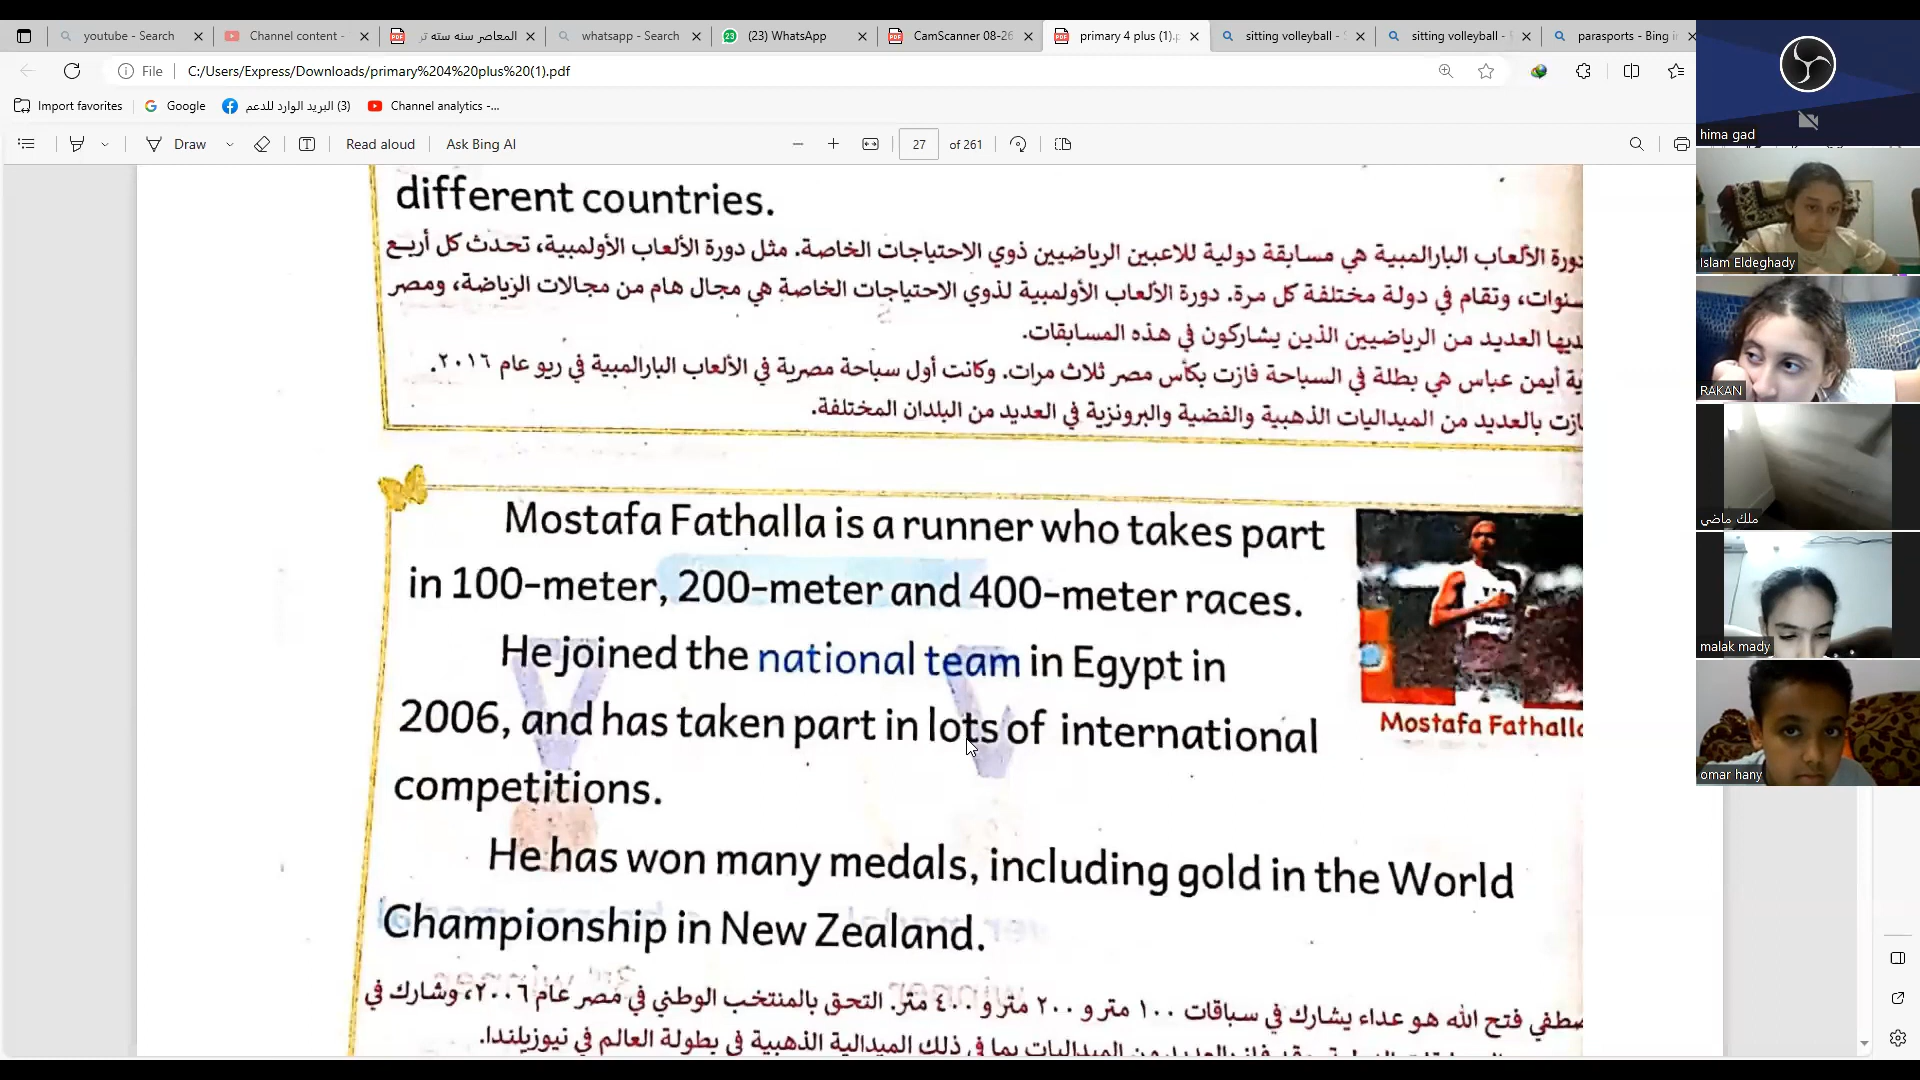 youtube - Search
Channel content -
المعاصر سنه سته تر
whatsapp - Search
(23) WhatsApp
CamScanner 08-26
primary 4 plus (1).p
sitting volleyball -
sitting volleyball -
parasports - Bing in
File
C:/Users/Express/Downloads/primary%204%20plus%20(1).pdf
Import favorites
Google
(3) البريد الوارد للدعم
Channel analytics -...
Draw
Read aloud
Ask Bing AI
27 of 261
different countries.
دورة الألعاب البارالمبية هي مسابقة دولية للاعبين الرياضيين ذوي الاحتياجات الخاصة. مثل دورة الألعاب الأولمبية، تحدث كل أربع
سنوات، وتقام في دولة مختلفة كل مرة. دورة الألعاب الأولمبية لذوي الاحتياجات الخاصة هي مجال هام من مجالات الرياضة، ومصر
العديد من الرياضيين الذين يشاركون في هذه المسابقات.
أيمن عباس هي بطلة في السباحة فازت بكأس مصر ثلاث مرات. وكانت أول سباحة مصرية في الألعاب البارالمبية في ريو عام ٢٠١٦.
بالعديد من الميداليات الذهبية والفضية والبرونزية في العديد من البلدان المختلفة.
Mostafa Fathalla is a runner who takes part
in 100-meter, 200-meter and 400-meter races.
He joined the national team in Egypt in
2006, and has taken part in lots of international
competitions.
He has won many medals, including gold in the World
Championship in New Zealand.
Mostafa Fathalla
فتح الله هو عداء يشارك في سباقات ١٠٠ متر و ٢٠٠ متر و ٤٠٠ متر. التحق بالمنتخب الوطني في مصر عام ٢٠٠٦، وشارك في
بما في ذلك الميدالية الذهبية في بطولة العالم في نيوزيلندا.
hima gad
Islam Eldeghady
RAKAN
ملك ماضي
malak mady
omar hany